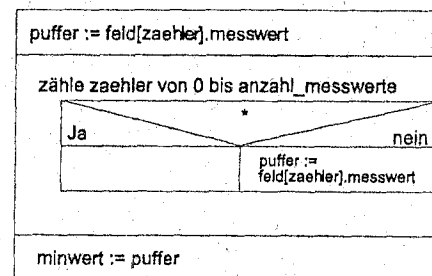 puffer := feld[zaehler].messwert
zähle zaehler von 0 bis anzahl_messwerte
*
Ja
nein
puffer :=
feld[zaehler].messwert
minwert := puffer